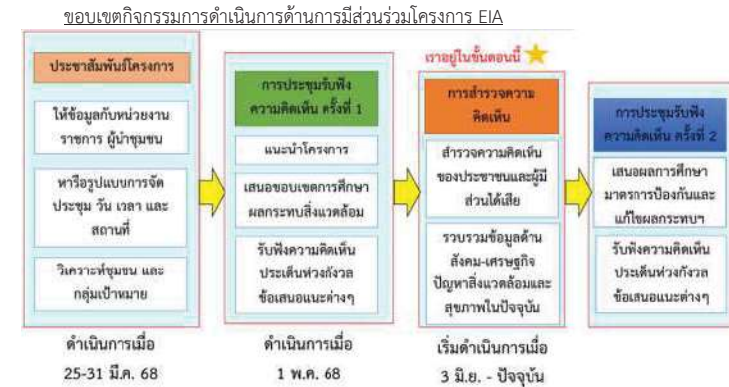 ขอบเขตกิจกรรมการดำเนินการด้านการมีส่วนร่วมโครงการ EIA
ประชาสัมพันธ์โครงการ
ให้ข้อมูลกับหน่วยงาน
ราชการ ผู้นำชุมชน
หารือรูปแบบการจัด
ประชุม วัน เวลา และ
สถานที่
วิเคราะห์ชุมชน และ
กลุ่มเป้าหมาย
ดำเนินการเมื่อ
25-31 มี.ค. 68
การประชุมรับฟัง
ความคิดเห็น ครั้งที่ 1
แนะนำโครงการ
เสนอขอบเขตการศึกษา
ผลกระทบสิ่งแวดล้อม
รับฟังความคิดเห็น
ประเด็นห่วงกังวล
ข้อเสนอแนะต่างๆ
ดำเนินการเมื่อ
1 พ.ค. 68
เราอยู่ในขั้นตอนนี้
การสำรวจความ
คิดเห็น
สำรวจความคิดเห็น
ของประชาชนและผู้มี
ส่วนได้เสีย
รวบรวมข้อมูลด้าน
สังคม-เศรษฐกิจ
ปัญหาสิ่งแวดล้อมและ
สุขภาพในปัจจุบัน
เริ่มดำเนินการเมื่อ
3 มิ.ย. - ปัจจุบัน
การประชุมรับฟัง
ความคิดเห็น ครั้งที่ 2
เสนอผลการศึกษา
มาตรการป้องกันและ
แก้ไขผลกระทบฯ
รับฟังความคิดเห็น
ประเด็นห่วงกังวล
ข้อเสนอแนะต่างๆ